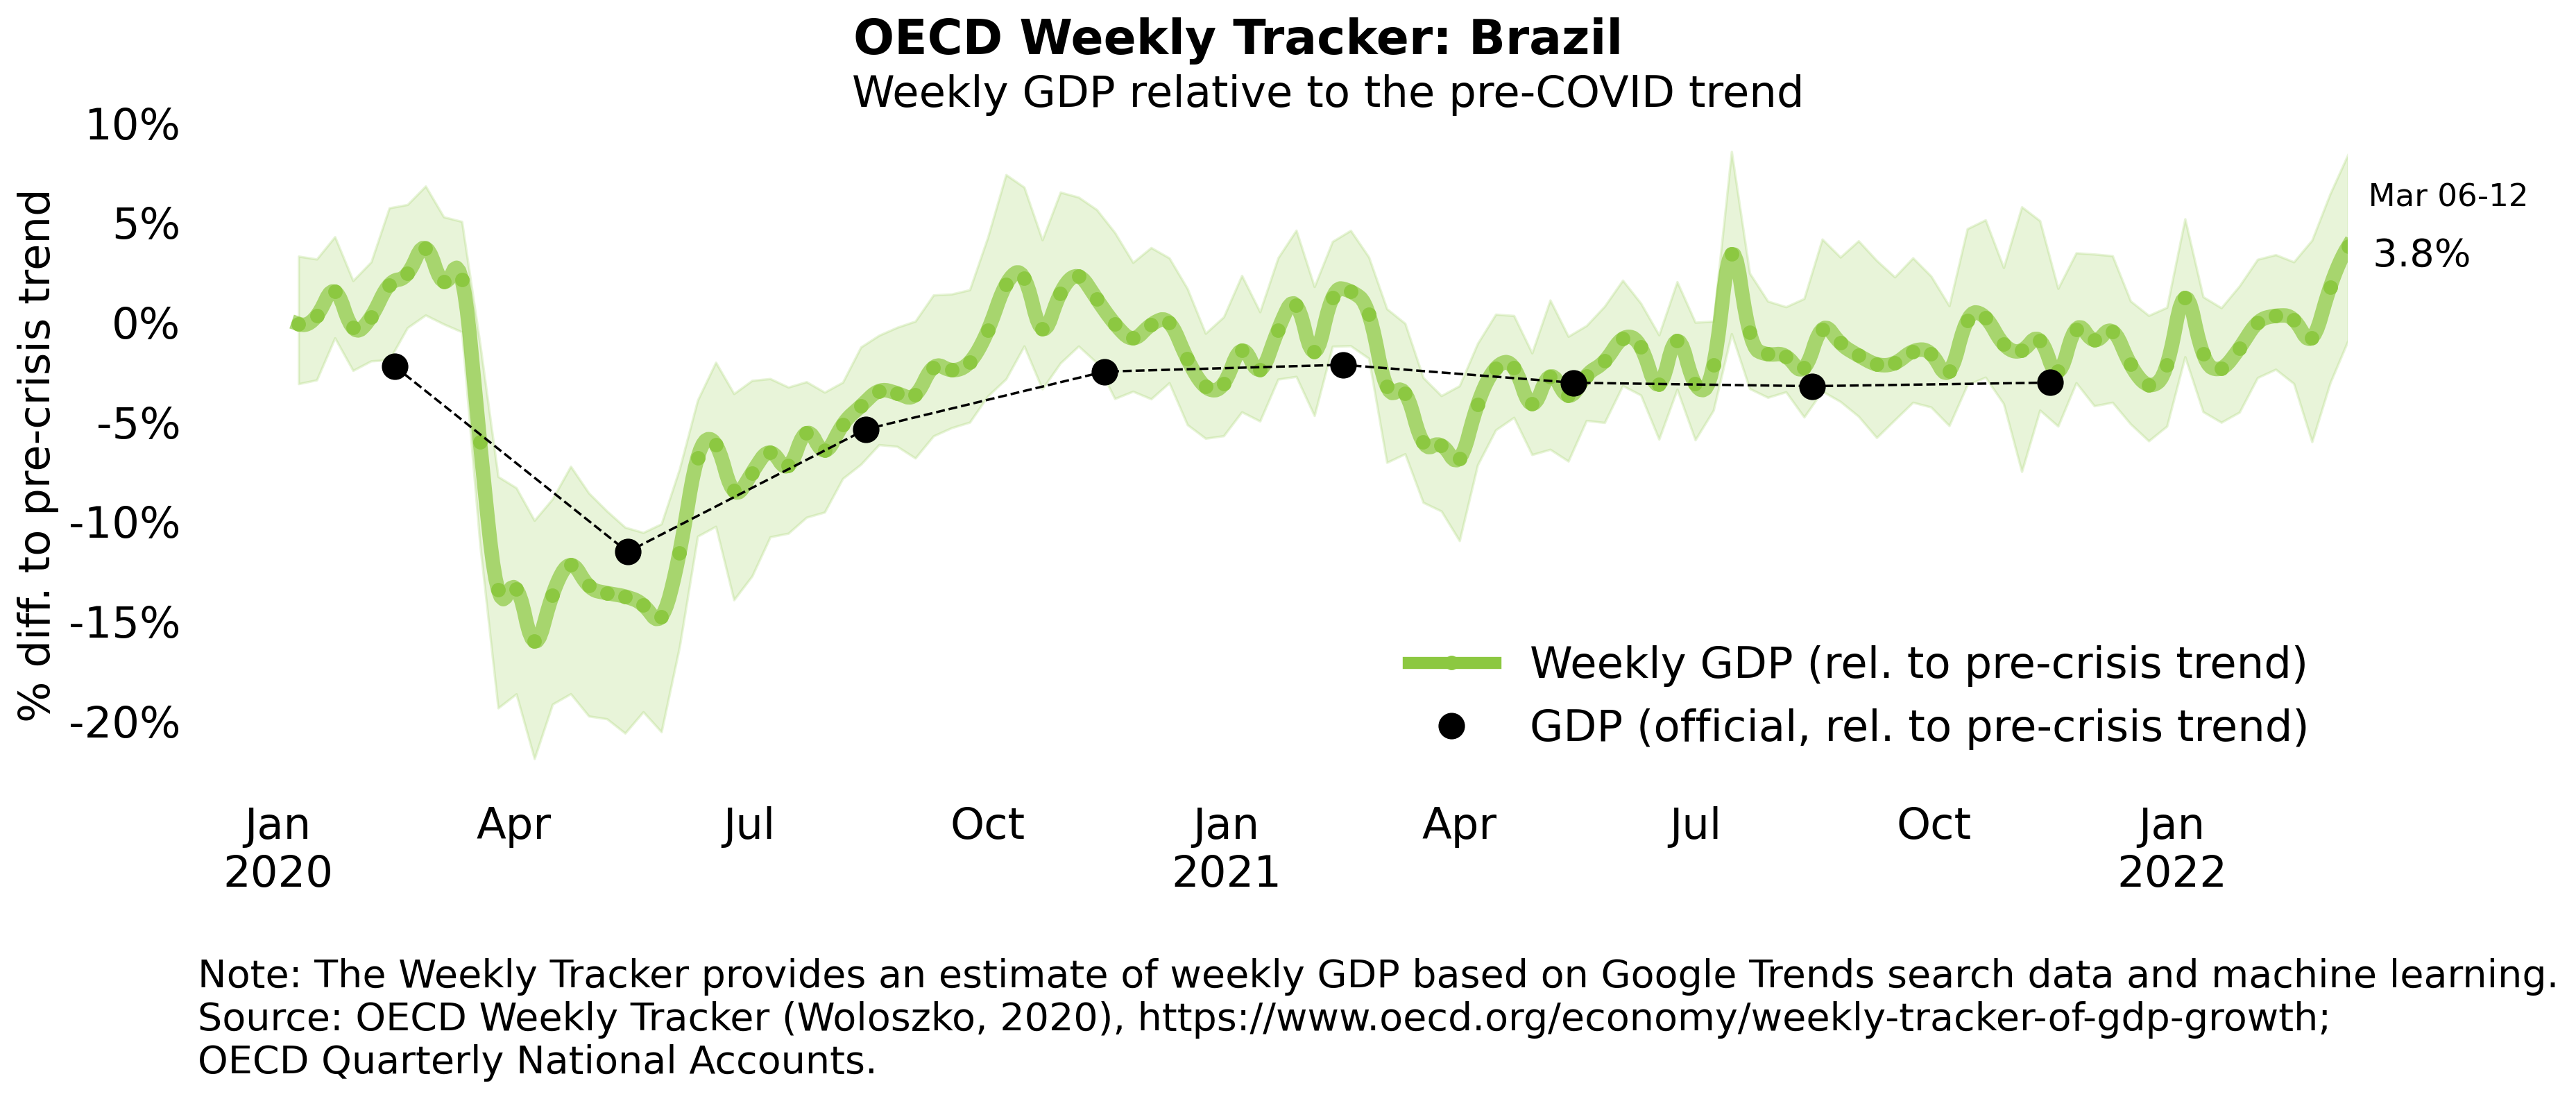 OECD Weekly Tracker: Brazil
Weekly GDP relative to the pre-COVID trend
% diff. to pre-crisis trend
10%
5%
0%
-5%
-10%
-15%
-20%
Mar 06-12
3.8%
Weekly GDP (rel. to pre-crisis trend)
GDP (official, rel. to pre-crisis trend)
Jan Apr Jul Oct Jan Apr Jul Oct Jan
2020 2021 2022
Note: The Weekly Tracker provides an estimate of weekly GDP based on Google Trends search data and machine learning.
Source: OECD Weekly Tracker (Woloszko, 2020), https://www.oecd.org/economy/weekly-tracker-of-gdp-growth;
OECD Quarterly National Accounts.